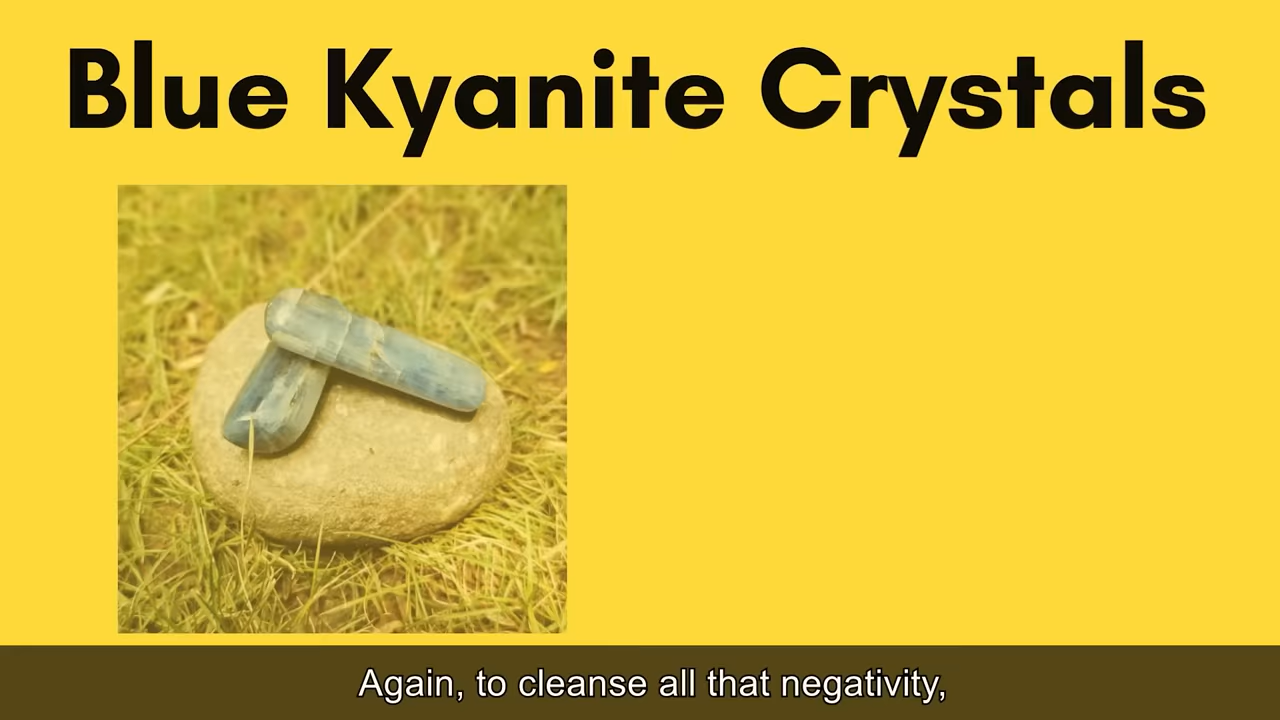 Blue Kyanite Crystals
Again, to cleanse all that negativity,